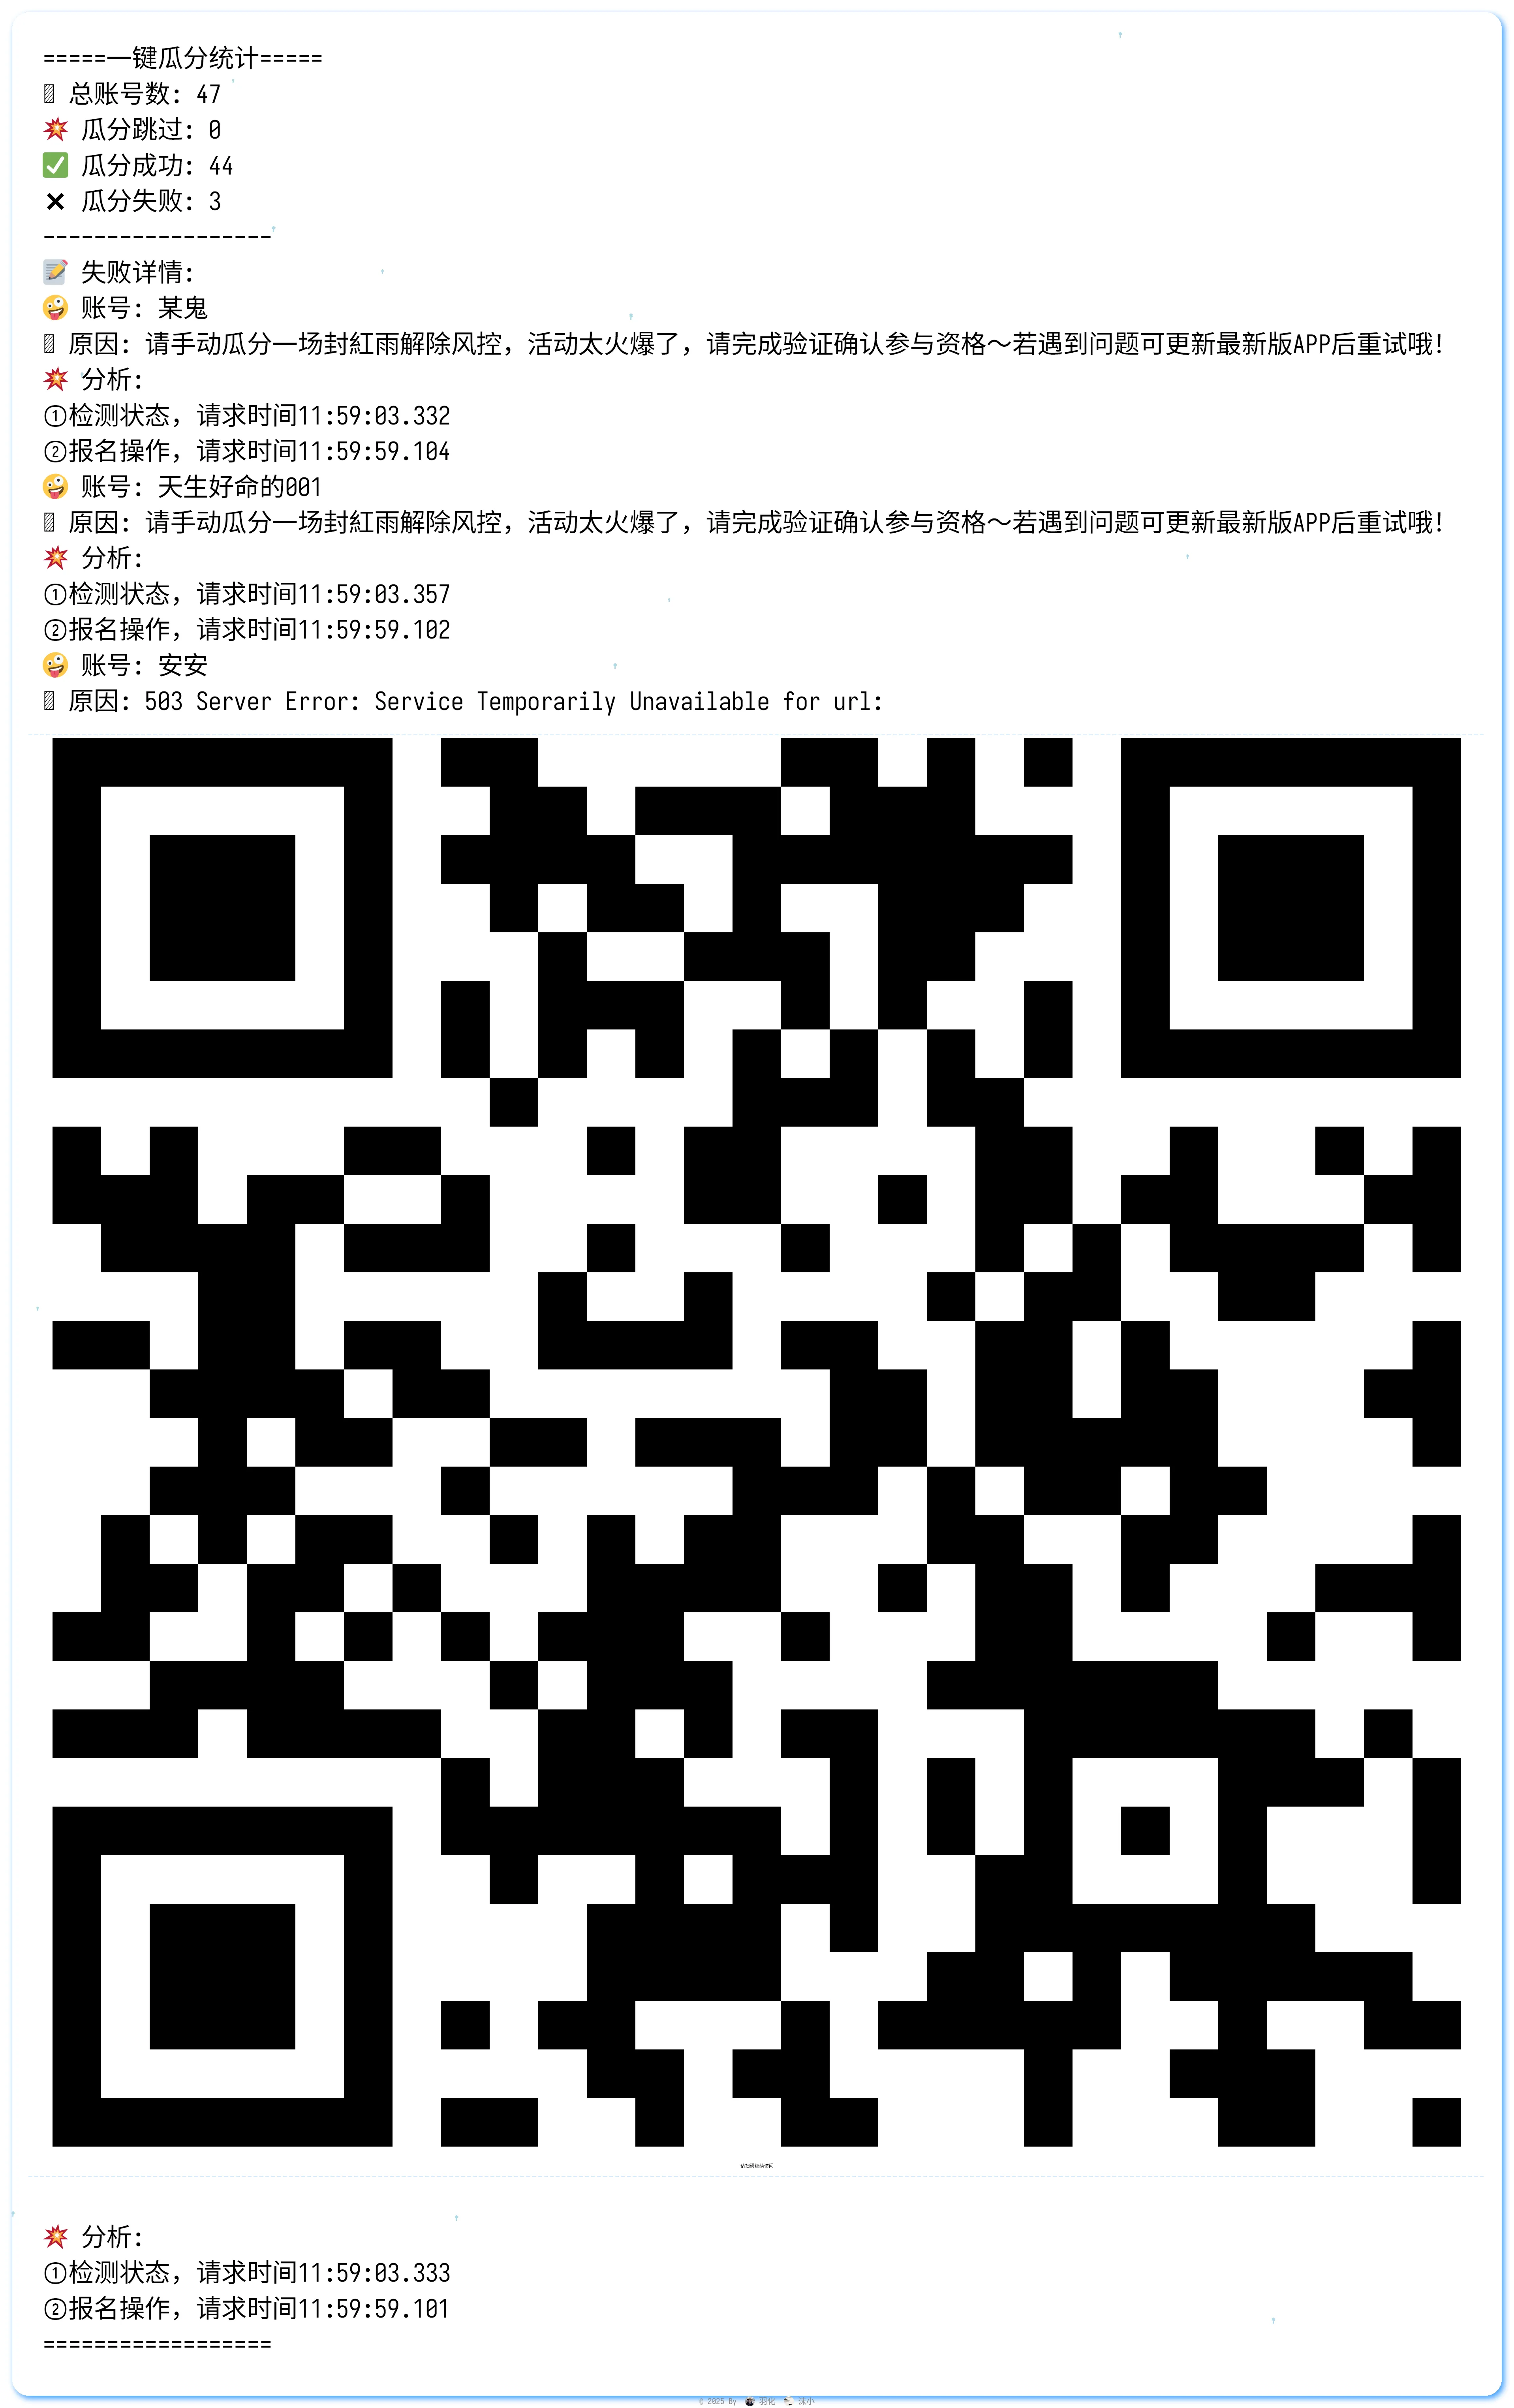 =====一键瓜分统计=====
总账号数: 47
💥 瓜分跳过: 0
✅ 瓜分成功: 44
❌ 瓜分失败: 3
------------------
📝 失败详情:
🤪 账号: 某鬼
原因: 请手动瓜分一场封紅雨解除风控，活动太火爆了，请完成验证确认参与资格～若遇到问题可更新最新版APP后重试哦！
💥 分析:
①检测状态，请求时间11:59:03.332
②报名操作，请求时间11:59:59.104
🤪 账号: 天生好命的001
原因: 请手动瓜分一场封紅雨解除风控，活动太火爆了，请完成验证确认参与资格～若遇到问题可更新最新版APP后重试哦！
💥 分析:
①检测状态，请求时间11:59:03.357
②报名操作，请求时间11:59:59.102
🤪 账号: 安安
原因: 503 Server Error: Service Temporarily Unavailable for url:
请扫码继续访问
💥 分析:
①检测状态，请求时间11:59:03.333
②报名操作，请求时间11:59:59.101
==================
© 2025 By 羽化 沫小